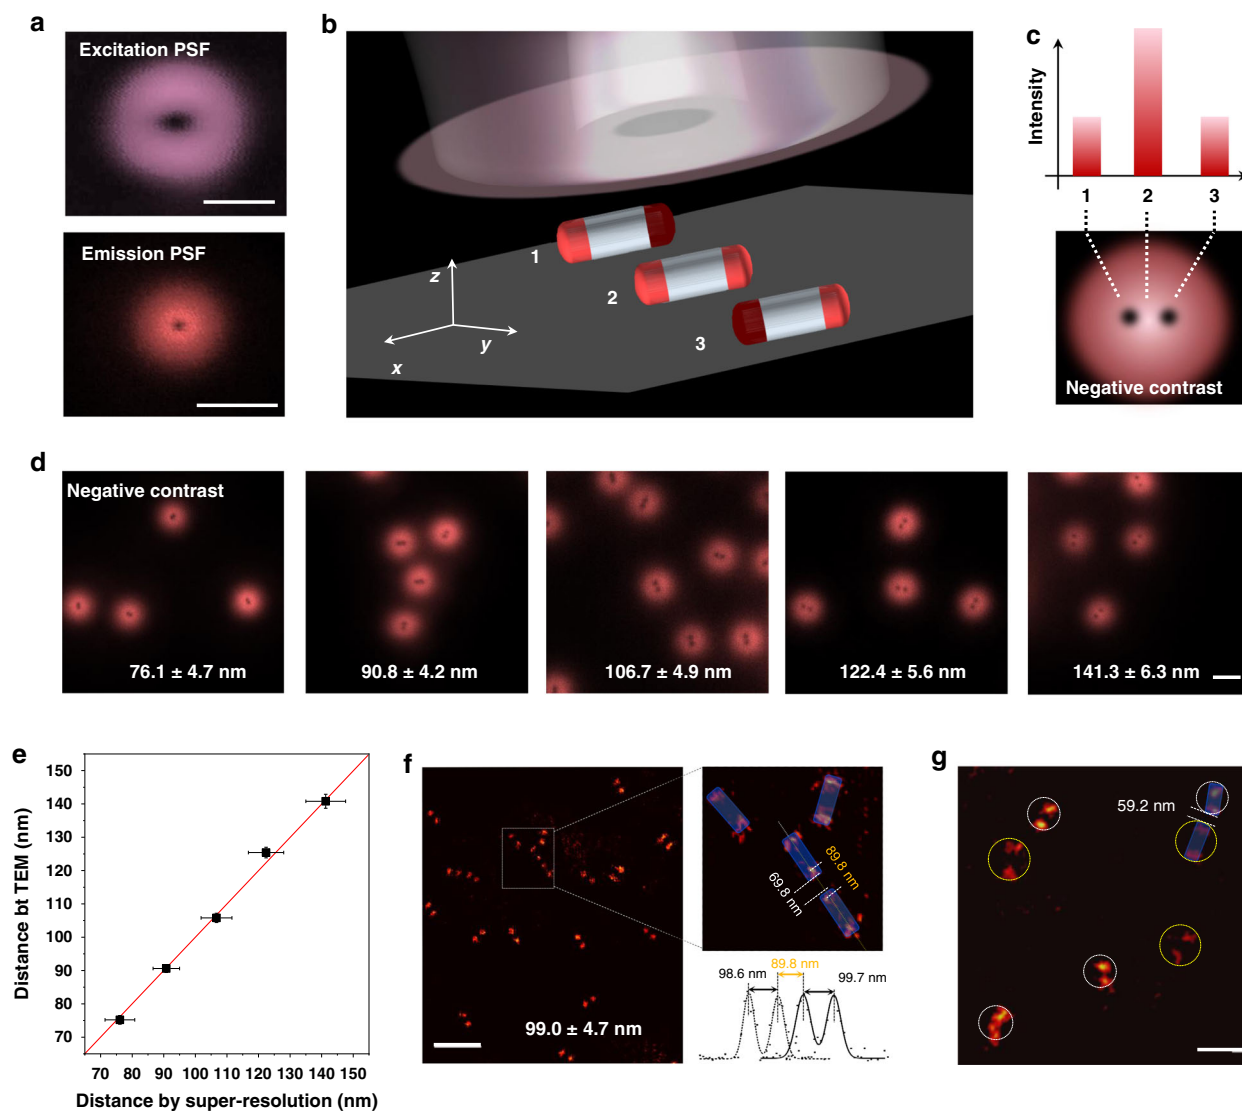 a
Excitation PSF
Emission PSF
b
1
2
3
z
x
y
c
Intensity
1 2 3
Negative contrast
d
Negative contrast
76.1 ± 4.7 nm
90.8 ± 4.2 nm
106.7 ± 4.9 nm
122.4 ± 5.6 nm
141.3 ± 6.3 nm
e
Distance bt TEM (nm)
150
140
130
120
110
100
90
80
70
70 80 90 100 110 120 130 140 150
Distance by super-resolution (nm)
f
99.0 ± 4.7 nm
89.8 nm
69.8 nm
98.6 nm
89.8 nm
99.7 nm
g
59.2 nm